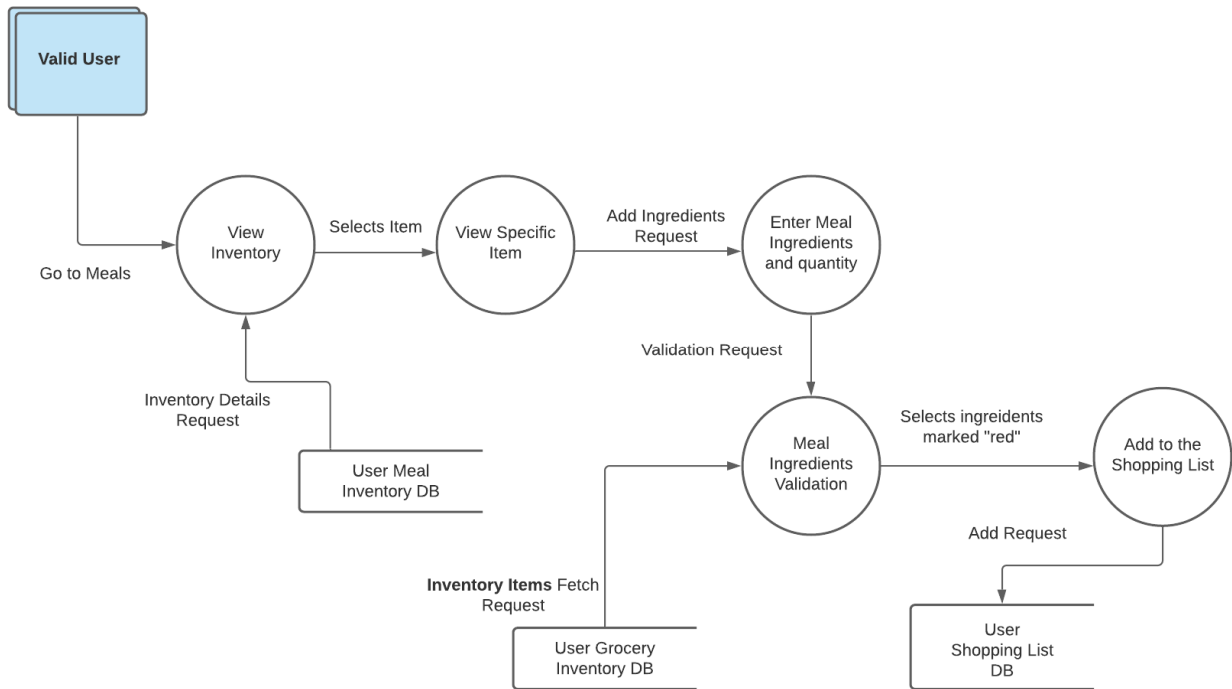 Valid User
Go to Meals
View
Inventory
Selects Item
View Specific
Item
Add Ingredients
Request
Enter Meal
Ingredients
and quantity
Inventory Details
Request
User Meal
Inventory DB
Validation Request
Meal
Ingredients
Validation
Selects ingreidents
marked "red"
Add to the
Shopping List
Inventory Items Fetch
Request
User Grocery
Inventory DB
Add Request
User
Shopping List
DB